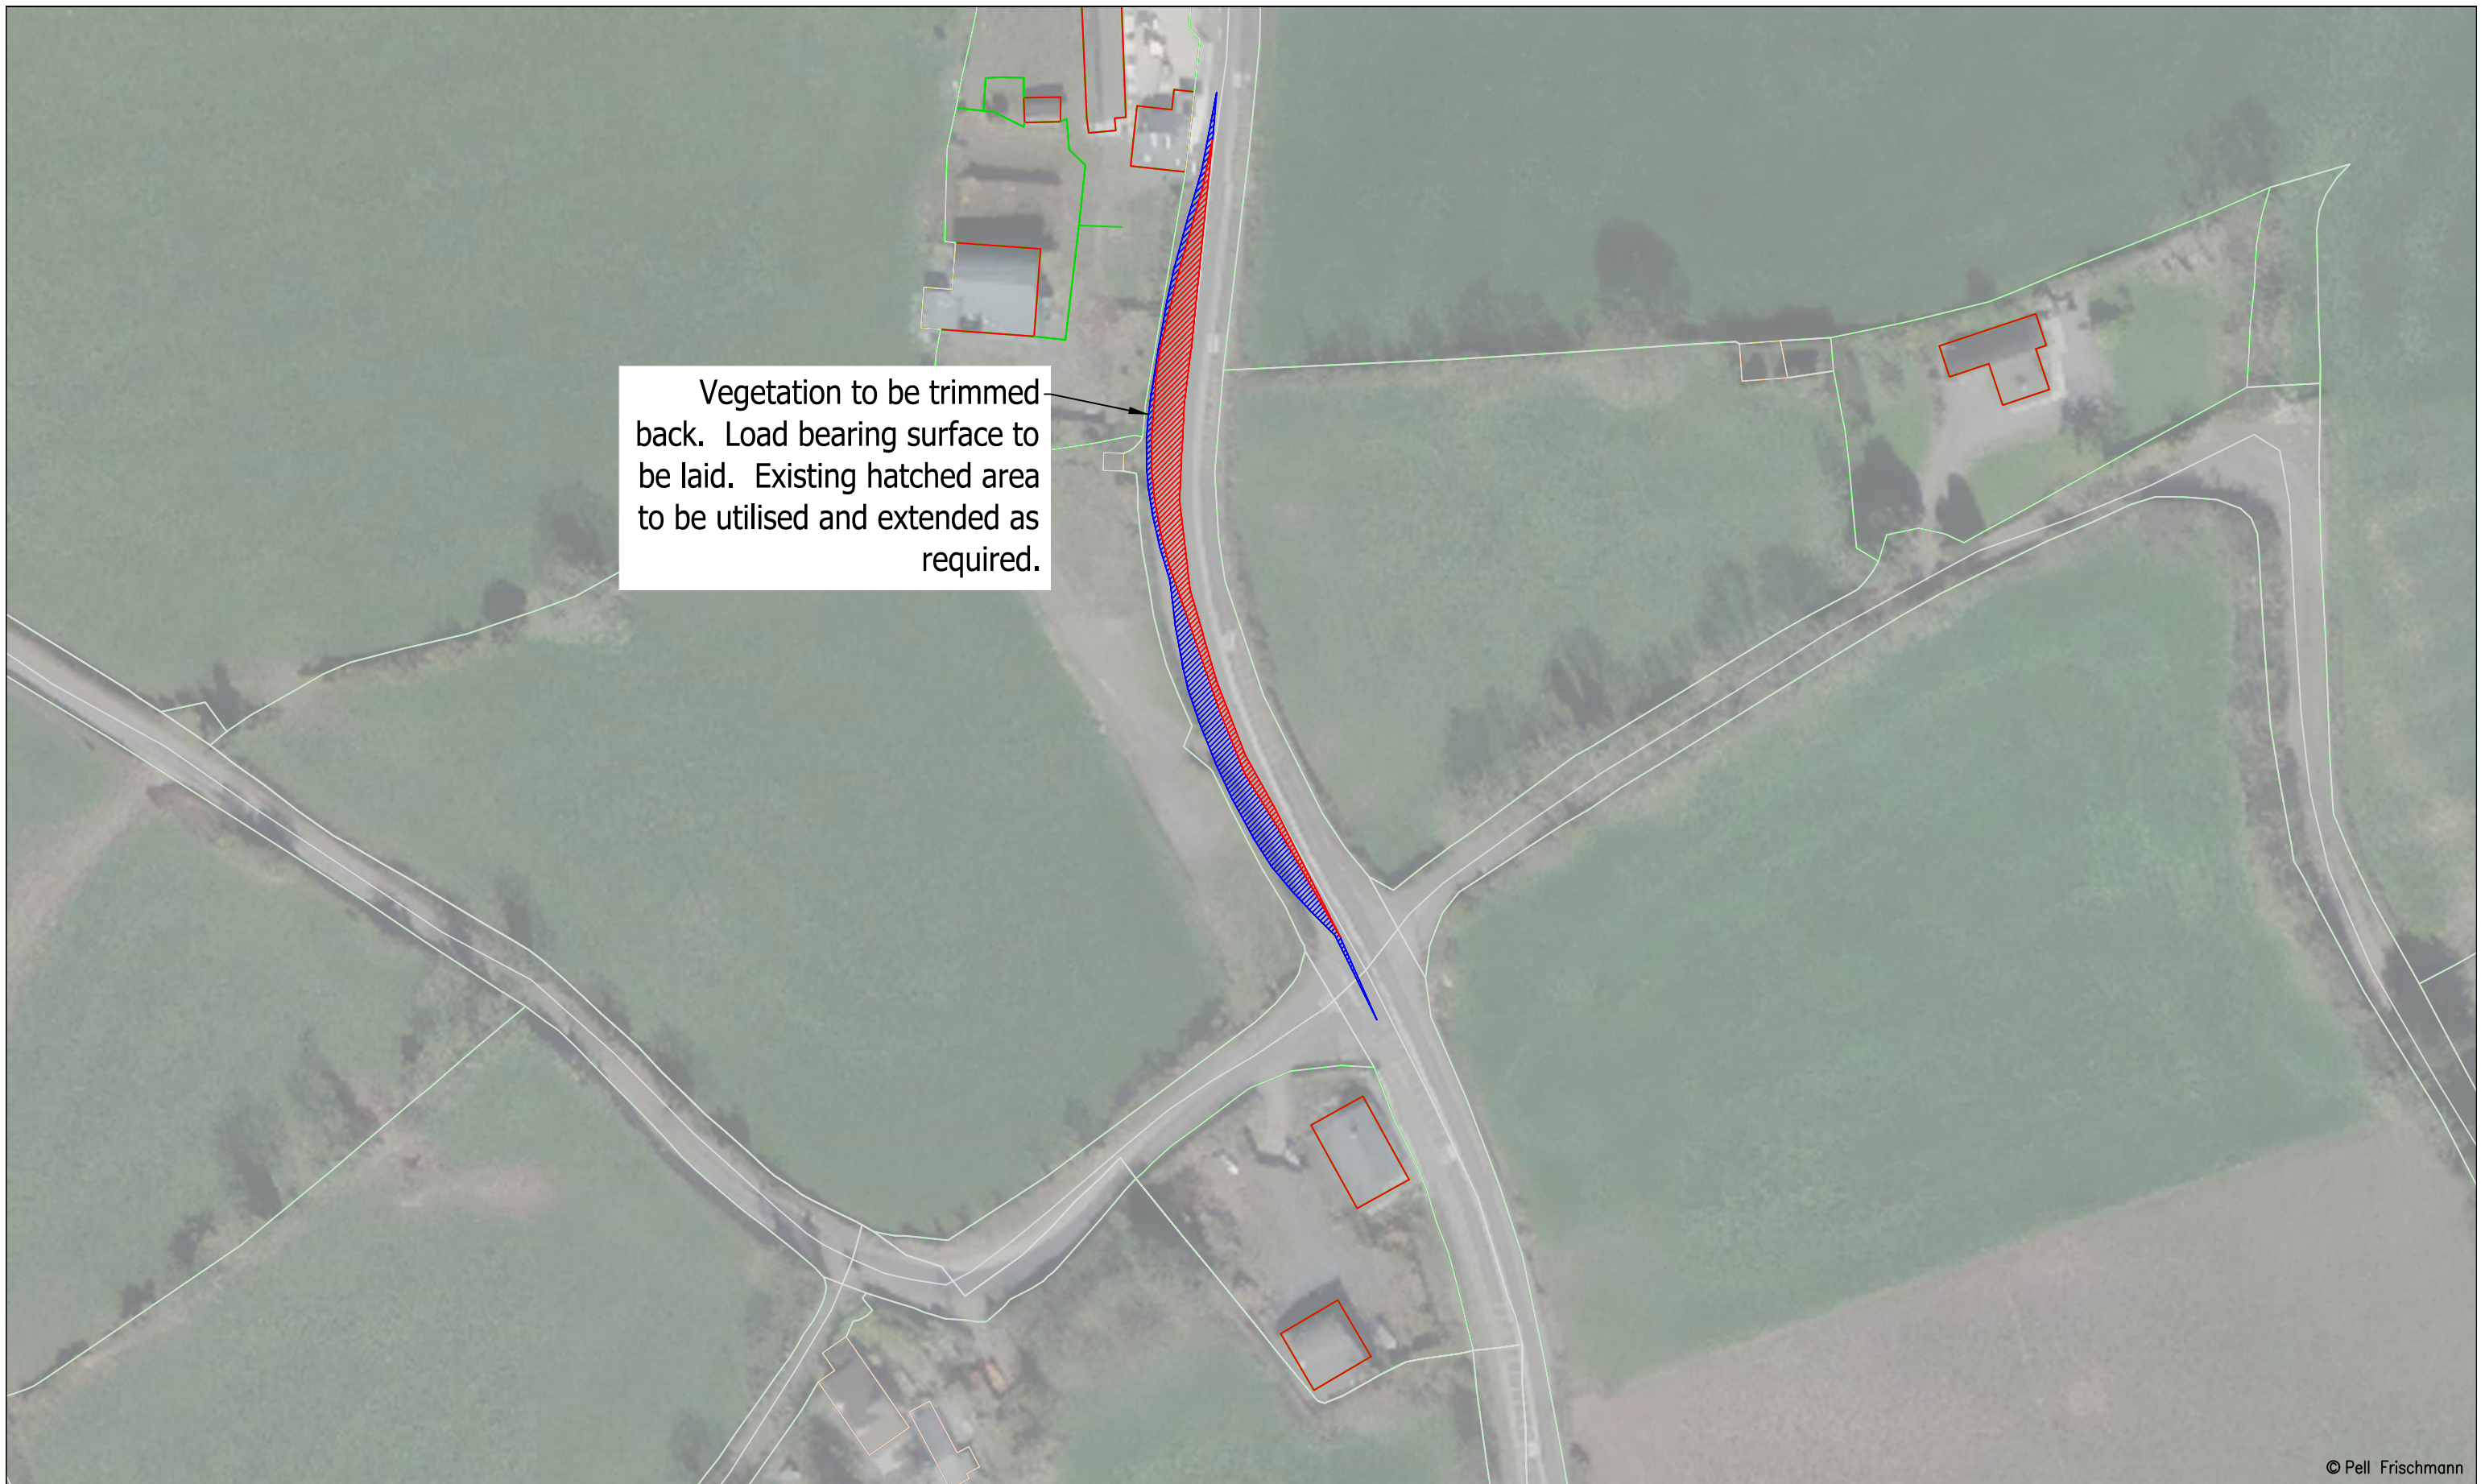 Vegetation to be trimmed
back. Load bearing surface to
be laid. Existing hatched area
to be utilised and extended as
required.
© Pell Frischmann